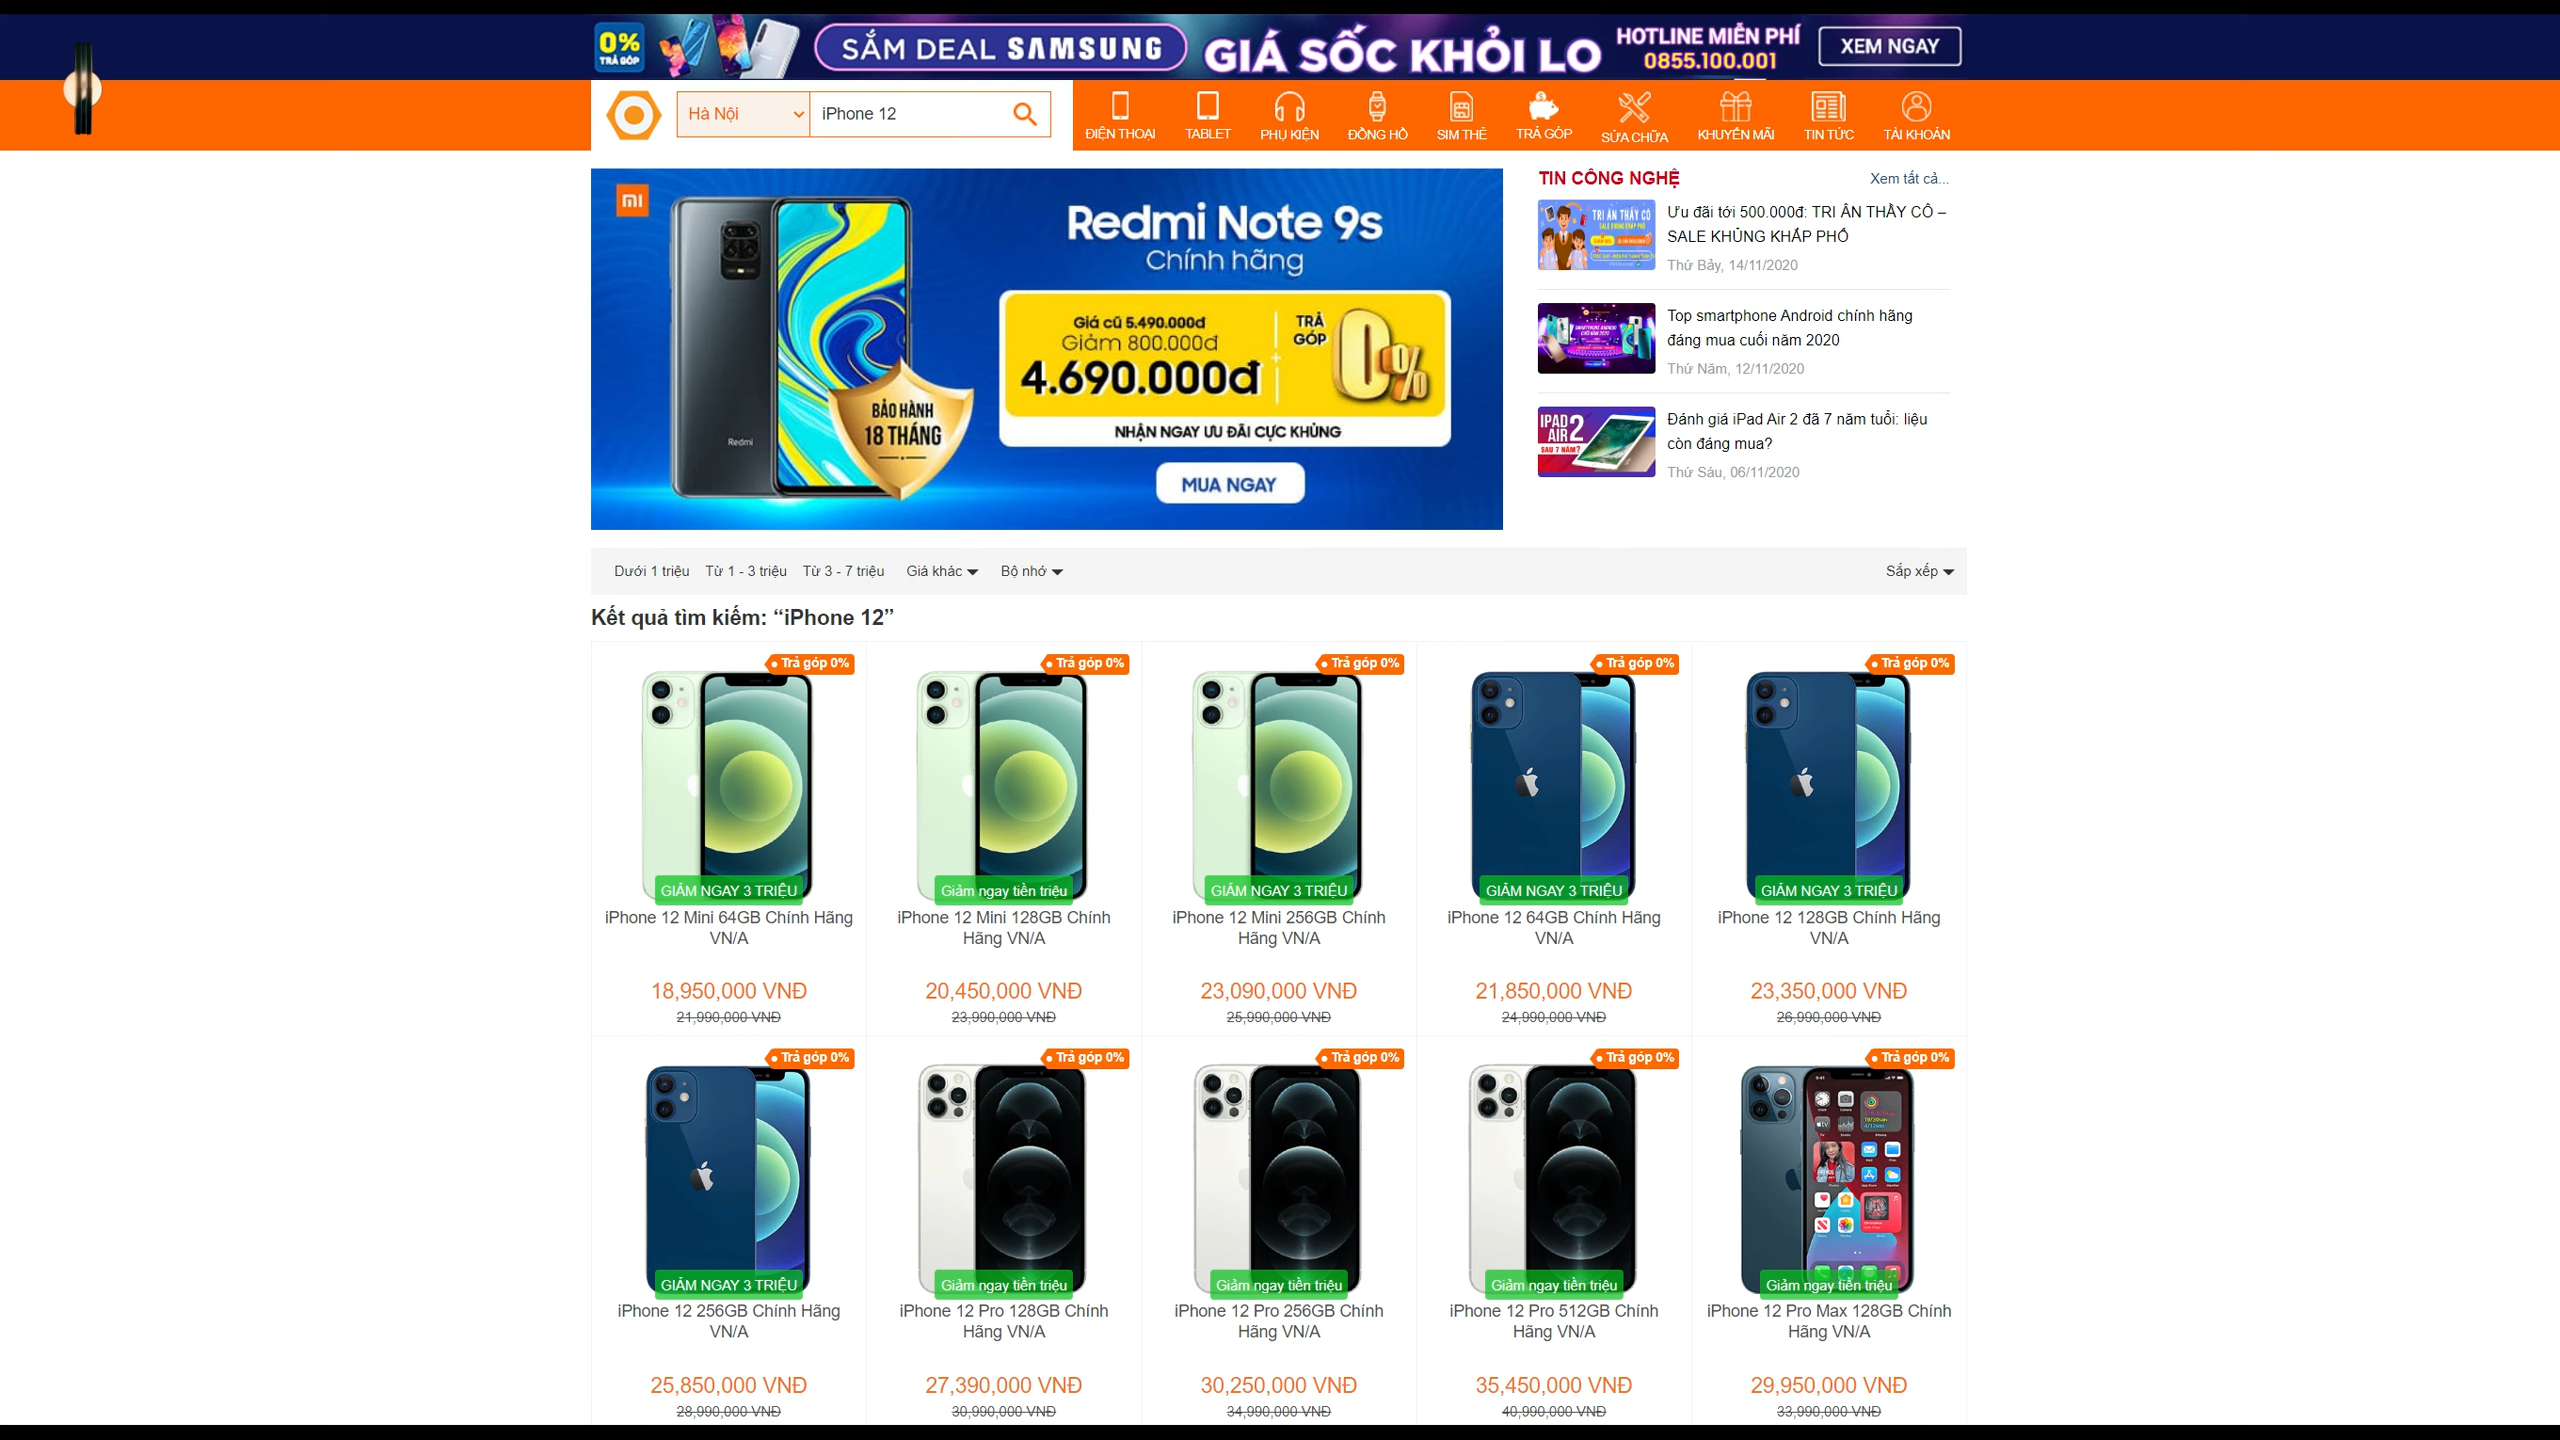 0%
TRẢ GÓP
SẮM DEAL SAMSUNG
GIÁ SỐC KHỎI LO
HOTLINE MIỄN PHÍ
0855.100.001
XEM NGAY
Hà Nội
iPhone 12
ĐIỆN THOẠI
TABLET
PHỤ KIỆN
ĐỒNG HỒ
SIM THẺ
TRẢ GÓP
SỬA CHỮA
KHUYẾN MÃI
TIN TỨC
TÀI KHOẢN
Redmi Note 9s
Chính hãng
Giá cũ 5.490.000đ
Giảm 800.000đ
4.690.000đ
TRẢ
GÓP
0%
NHẬN NGAY ƯU ĐÃI CỰC KHỦNG
MUA NGAY
BẢO HÀNH
18 THÁNG
Redmi
TIN CÔNG NGHỆ
Xem tất cả...
TRI ÂN THẦY CÔ
Ưu đãi tới 500.000đ: TRI ÂN THẦY CÔ –
SALE KHỦNG KHẮP PHỐ
Thứ Bảy, 14/11/2020
Top smartphone Android chính hãng
đáng mua cuối năm 2020
Thứ Năm, 12/11/2020
IPAD
AIR 2
SAU 7 NĂM?
Đánh giá iPad Air 2 đã 7 năm tuổi: liệu
còn đáng mua?
Thứ Sáu, 06/11/2020
Dưới 1 triệu
Từ 1 - 3 triệu
Từ 3 - 7 triệu
Giá khác
Bộ nhớ
Sắp xếp
Kết quả tìm kiếm: “iPhone 12”
Trả góp 0%
GIẢM NGAY 3 TRIỆU
iPhone 12 Mini 64GB Chính Hãng
VN/A
18,950,000 VNĐ
21,990,000 VNĐ
Trả góp 0%
Giảm ngay tiền triệu
iPhone 12 Mini 128GB Chính
Hãng VN/A
20,450,000 VNĐ
23,990,000 VNĐ
Trả góp 0%
GIẢM NGAY 3 TRIỆU
iPhone 12 Mini 256GB Chính
Hãng VN/A
23,090,000 VNĐ
25,990,000 VNĐ
Trả góp 0%
GIẢM NGAY 3 TRIỆU
iPhone 12 64GB Chính Hãng
VN/A
21,850,000 VNĐ
24,990,000 VNĐ
Trả góp 0%
GIẢM NGAY 3 TRIỆU
iPhone 12 128GB Chính Hãng
VN/A
23,350,000 VNĐ
26,990,000 VNĐ
Trả góp 0%
GIẢM NGAY 3 TRIỆU
iPhone 12 256GB Chính Hãng
VN/A
25,850,000 VNĐ
28,990,000 VNĐ
Trả góp 0%
Giảm ngay tiền triệu
iPhone 12 Pro 128GB Chính
Hãng VN/A
27,390,000 VNĐ
30,990,000 VNĐ
Trả góp 0%
Giảm ngay tiền triệu
iPhone 12 Pro 256GB Chính
Hãng VN/A
30,250,000 VNĐ
34,990,000 VNĐ
Trả góp 0%
Giảm ngay tiền triệu
iPhone 12 Pro 512GB Chính
Hãng VN/A
35,450,000 VNĐ
40,990,000 VNĐ
Trả góp 0%
Giảm ngay tiền triệu
iPhone 12 Pro Max 128GB Chính
Hãng VN/A
29,950,000 VNĐ
33,990,000 VNĐ